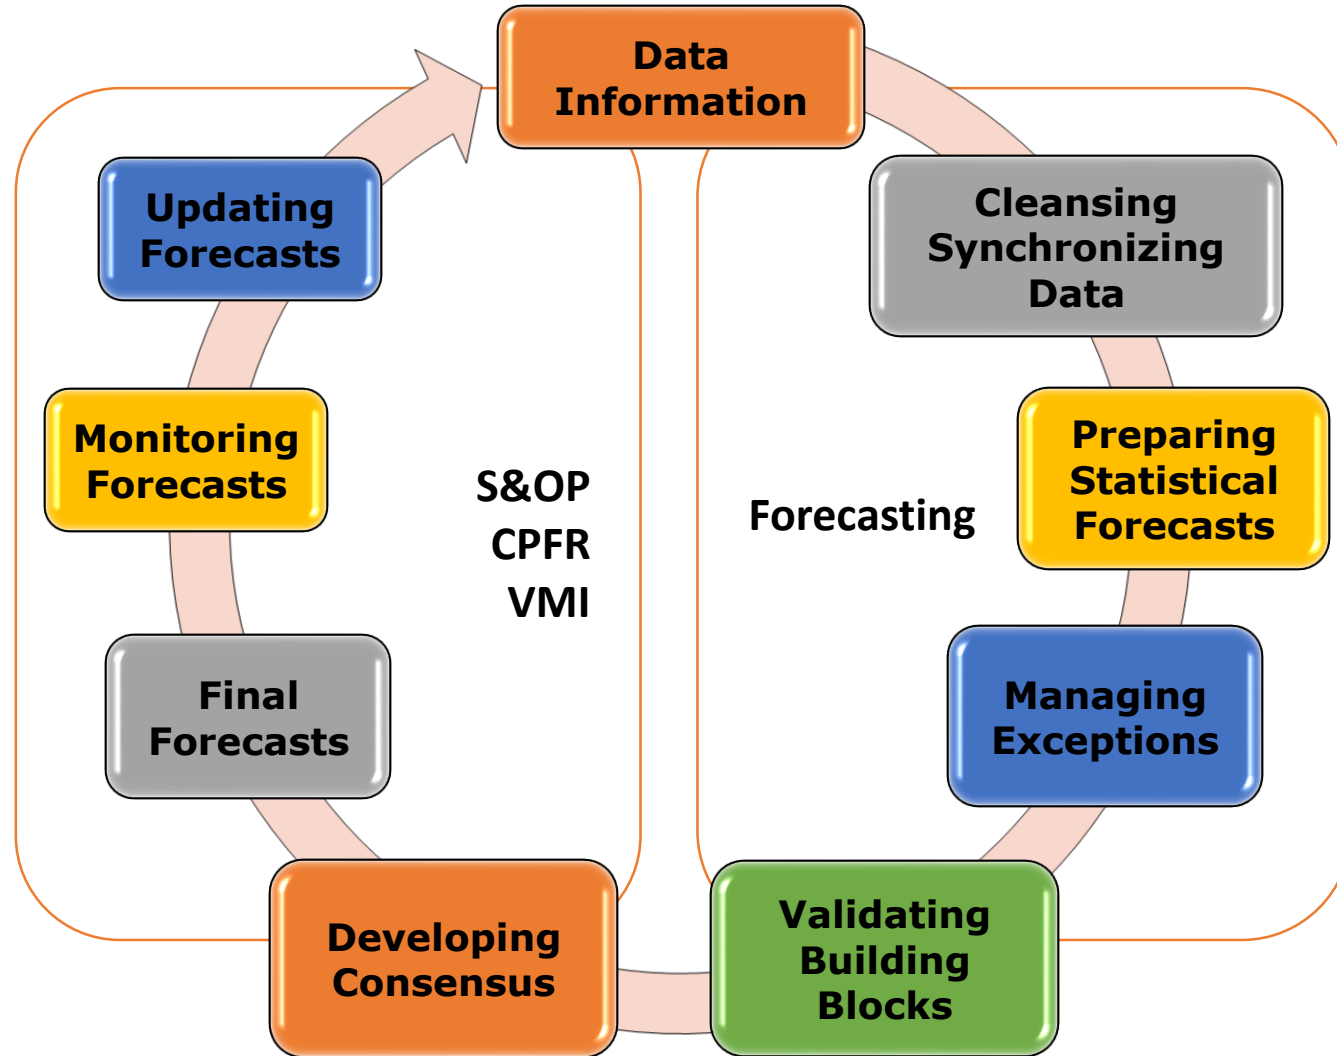 Data
Information
Cleansing
Synchronizing
Data
Preparing
Statistical
Forecasts
Managing
Exceptions
Validating
Building
Blocks
Developing
Consensus
Final
Forecasts
Monitoring
Forecasts
Updating
Forecasts
S&OP
CPFR
VMI
Forecasting